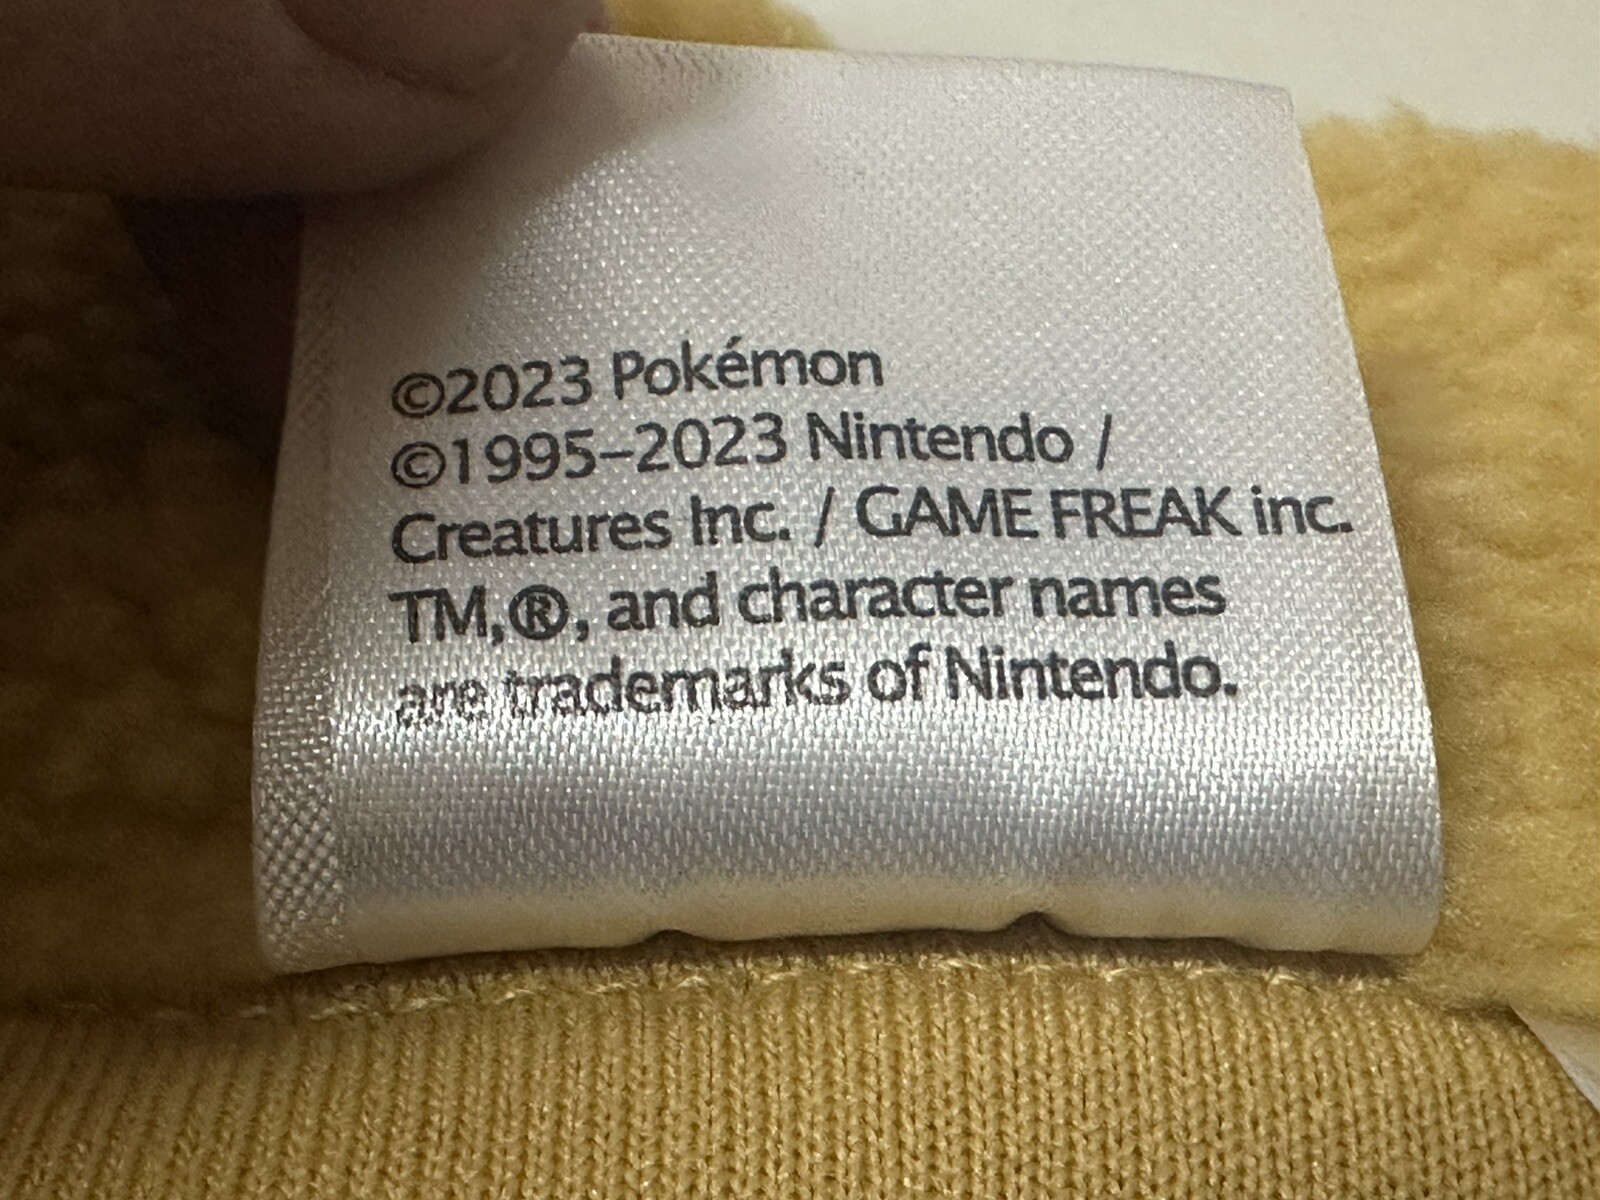 ©2023 Pokémon
©1995–2023 Nintendo /
Creatures Inc. / GAME FREAK inc.
TM,®, and character names
are trademarks of Nintendo.